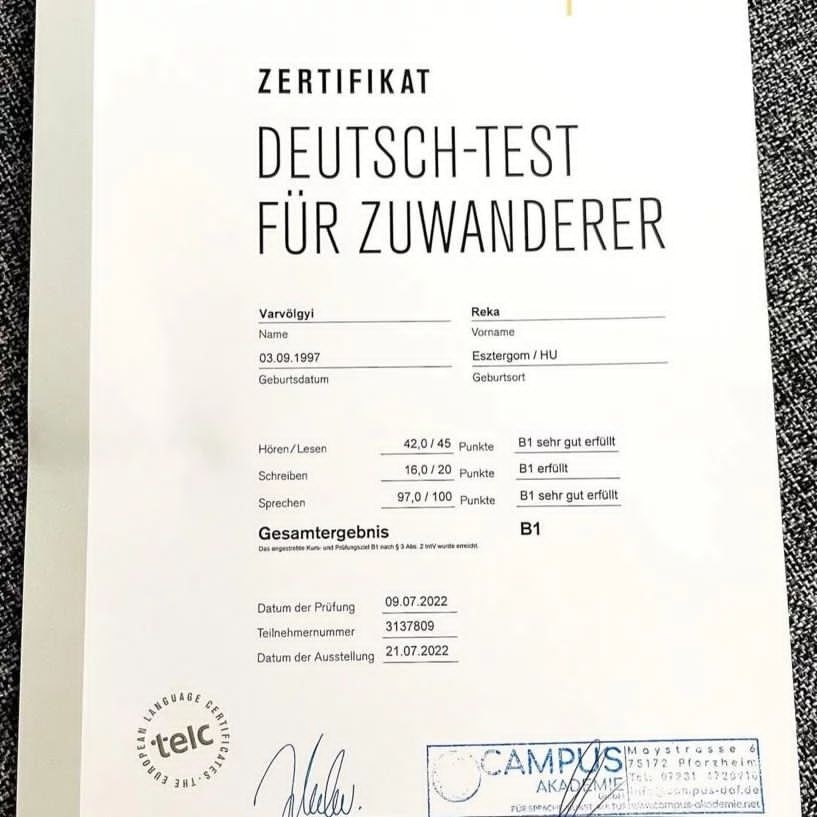 ZERTIFIKAT
DEUTSCH-TEST
FÜR ZUWANDERER
Varvölgyi Reka
Name Vorname
03.09.1997 Esztergom / HU
Geburtsdatum Geburtsort
Hören/Lesen 42,0 / 45 Punkte B1 sehr gut erfüllt
Schreiben 16,0 / 20 Punkte B1 erfüllt
Sprechen 97,0 / 100 Punkte B1 sehr gut erfüllt
Gesamtergebnis B1
Das angestrebte Kurs- und Prüfungsziel B1 nach § 3 Abs. 2 IntV wurde erreicht.
Datum der Prüfung 09.07.2022
Teilnehmernummer 3137809
Datum der Ausstellung 21.07.2022
THE EUROPEAN LANGUAGE CERTIFICATES
telc
CAMPUS
AKADEMIE
Maystrasse 6
75172 Pforzheim
www.campus-akademie.net